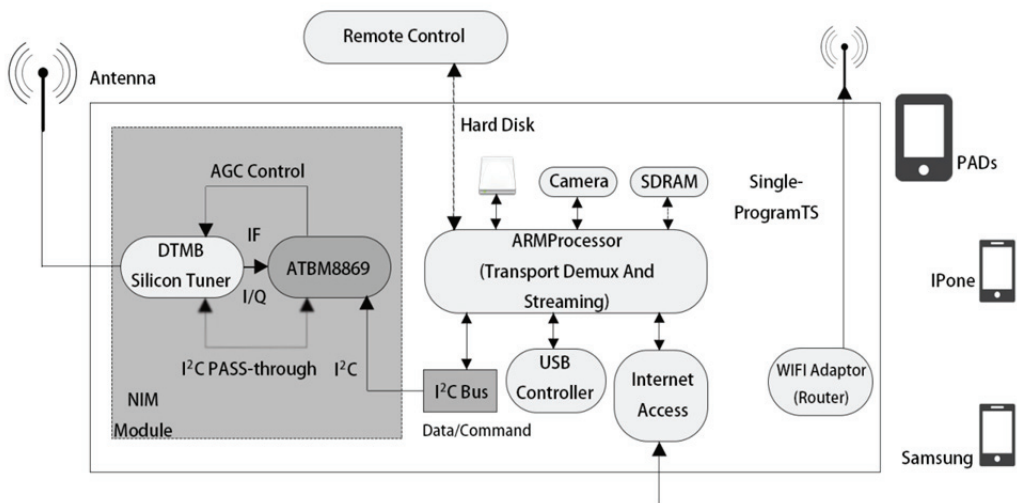 Remote Control
Antenna
Hard Disk
PADs
AGC Control
Camera
SDRAM
Single-
ProgramTS
DTMB
Silicon Tuner
IF
I/Q
ATBM8869
ARMProcessor
(Transport Demux And
Streaming)
IPone
I²C PASS-through
I²C
NIM
Module
I²C Bus
Data/Command
USB
Controller
Internet
Access
WIFI Adaptor
(Router)
Samsung